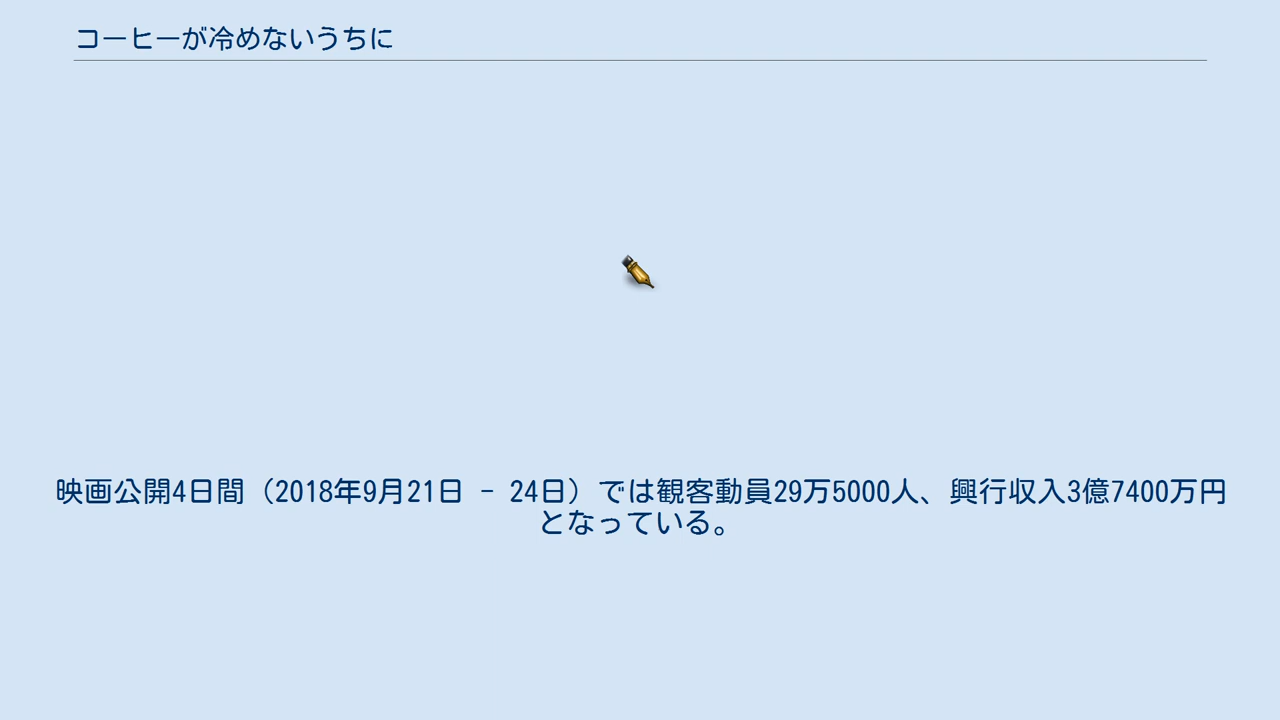 コーヒーが冷めないうちに
映画公開4日間（2018年9月21日 - 24日）では観客動員29万5000人、興行収入3億7400万円
となっている。